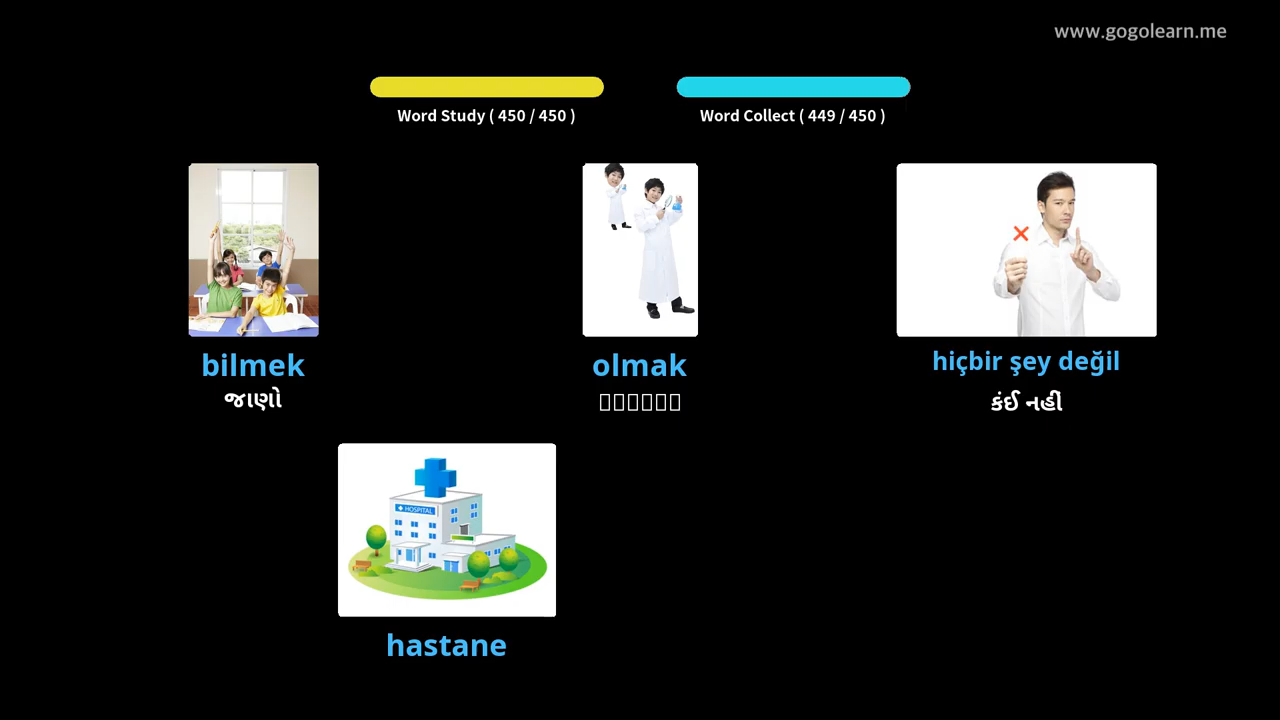 www.gogolearn.me
Word Study ( 450 / 450 )
Word Collect ( 449 / 450 )
bilmek
જાણો
olmak
hiçbir şey değil
કંઈ નહીં
HOSPITAL
hastane